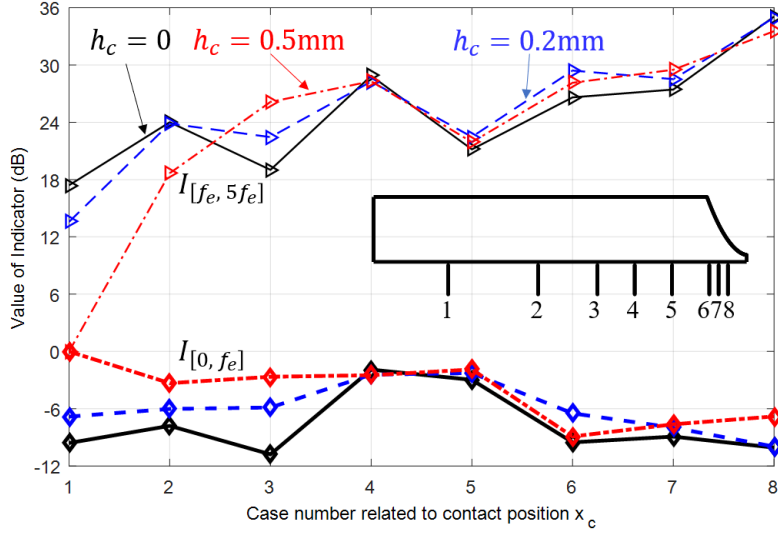 36
30
24
18
12
6
0
-6
-12
Value of Indicator (dB)
h_c = 0
h_c = 0.5mm
h_c = 0.2mm
I_[f_e, 5f_e]
I_[0, f_e]
1 2 3 4 5 678
1 2 3 4 5 6 7 8
Case number related to contact position x_c